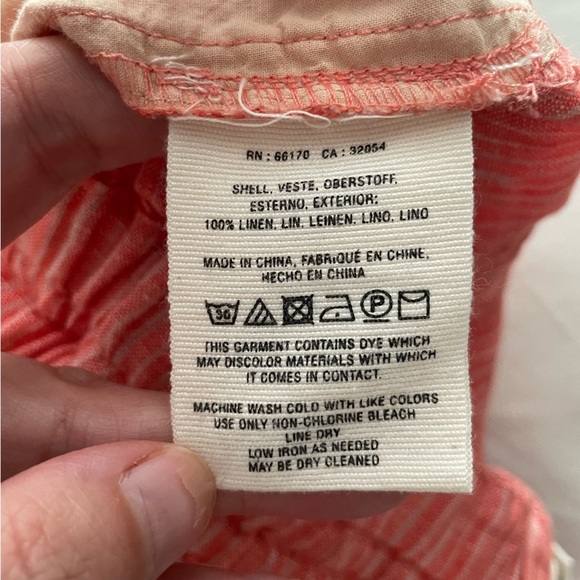 RN : 66170 CA : 32054
SHELL, VESTE, OBERSTOFF,
ESTERNO, EXTERIOR:
100% LINEN, LIN, LEINEN, LINO, LINO
MADE IN CHINA, FABRIQUÉ EN CHINE,
HECHO EN CHINA
30 P
THIS GARMENT CONTAINS DYE WHICH
MAY DISCOLOR MATERIALS WITH WHICH
IT COMES IN CONTACT.
MACHINE WASH COLD WITH LIKE COLORS
USE ONLY NON-CHLORINE BLEACH
LINE DRY
LOW IRON AS NEEDED
MAY BE DRY CLEANED